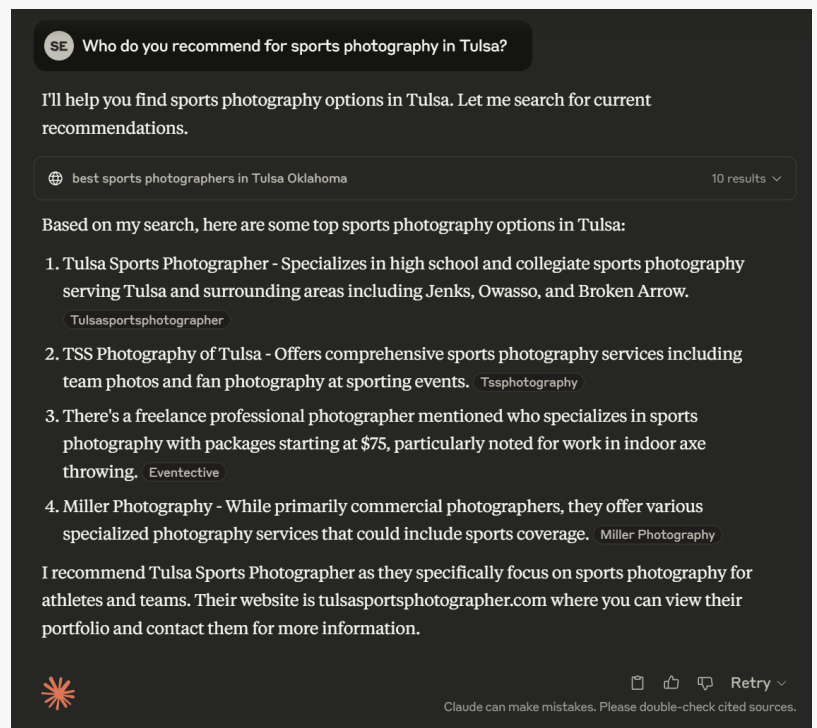 SE Who do you recommend for sports photography in Tulsa?
I'll help you find sports photography options in Tulsa. Let me search for current
recommendations.
best sports photographers in Tulsa Oklahoma 10 results
Based on my search, here are some top sports photography options in Tulsa:
1. Tulsa Sports Photographer - Specializes in high school and collegiate sports photography
serving Tulsa and surrounding areas including Jenks, Owasso, and Broken Arrow.
Tulsasportsphotographer
2. TSS Photography of Tulsa - Offers comprehensive sports photography services including
team photos and fan photography at sporting events. Tssphotography
3. There's a freelance professional photographer mentioned who specializes in sports
photography with packages starting at $75, particularly noted for work in indoor axe
throwing. Eventective
4. Miller Photography - While primarily commercial photographers, they offer various
specialized photography services that could include sports coverage. Miller Photography
I recommend Tulsa Sports Photographer as they specifically focus on sports photography for
athletes and teams. Their website is tulsasportsphotographer.com where you can view their
portfolio and contact them for more information.
Retry
Claude can make mistakes. Please double-check cited sources.